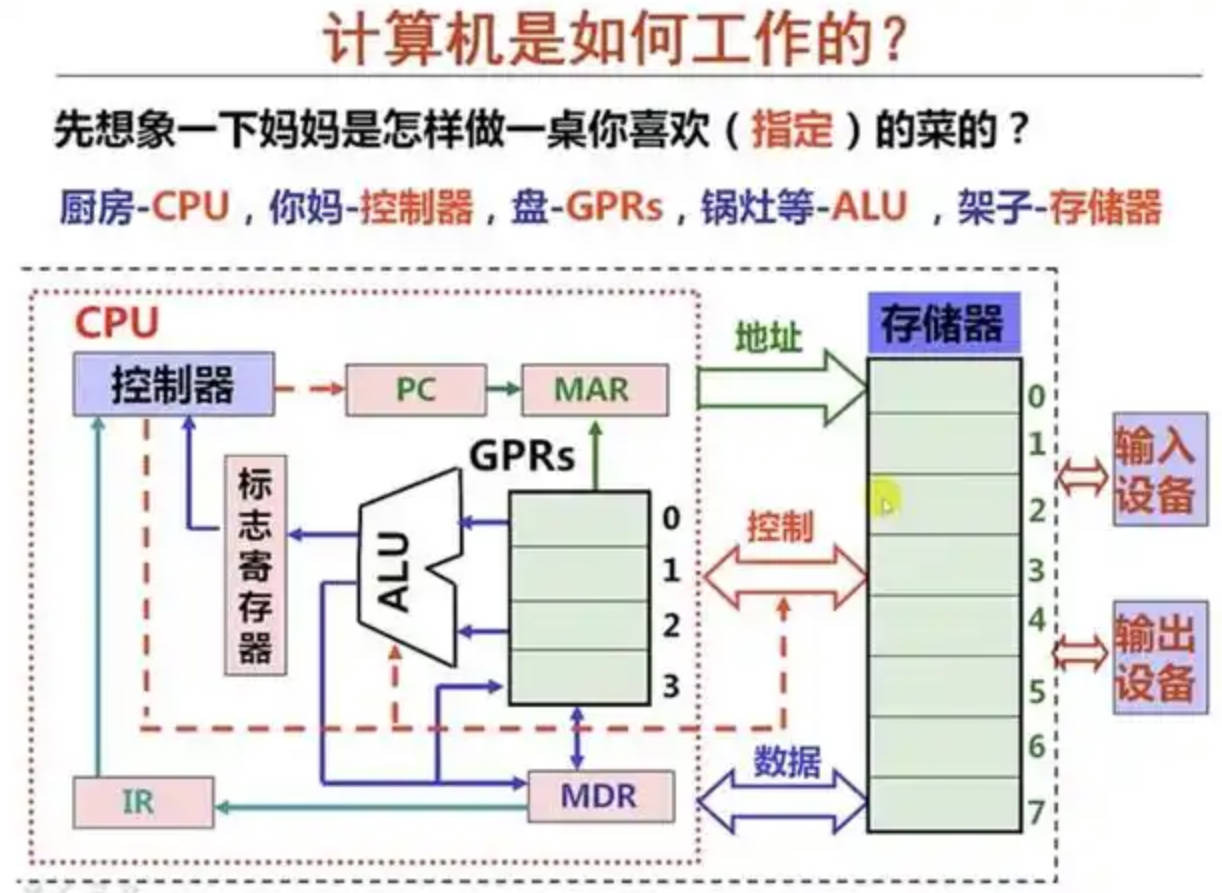 计算机是如何工作的？
先想象一下妈妈是怎样做一桌你喜欢（指定）的菜的？
厨房-CPU，你妈-控制器，盘-GPRs，锅灶等-ALU ，架子-存储器
CPU
控制器
PC
MAR
地址
存储器
GPRs
标志寄存器
ALU
0
1
2
3
控制
IR
MDR
数据
0
1
2
3
4
5
6
7
输入
设备
输出
设备